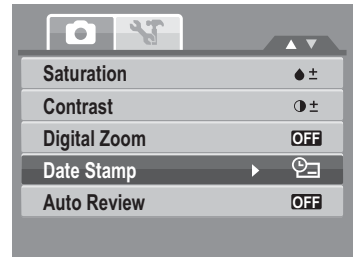 Saturation
Contrast
Digital Zoom OFF
Date Stamp
Auto Review OFF